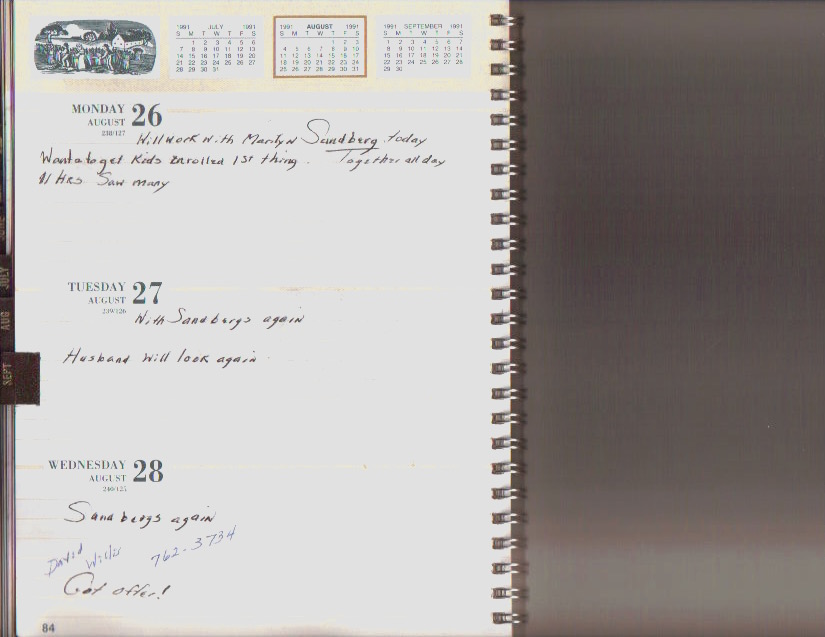 1991 JULY 1991
S M T W T F S
1 2 3 4 5 6
7 8 9 10 11 12 13
14 15 16 17 18 19 20
21 22 23 24 25 26 27
28 29 30 31
1991 AUGUST 1991
S M T W T F S
1 2 3
4 5 6 7 8 9 10
11 12 13 14 15 16 17
18 19 20 21 22 23 24
25 26 27 28 29 30 31
1991 SEPTEMBER 1991
S M T W T F S
1 2 3 4 5 6 7
8 9 10 11 12 13 14
15 16 17 18 19 20 21
22 23 24 25 26 27 28
29 30
MONDAY 26
AUGUST
238/127
Will work with Marilyn Sandberg today
Want to get Kids Enrolled 1st thing. Together all day
11 Hrs. Saw many
TUESDAY 27
AUGUST
239/126
With Sandbergs again
Husband Will look again
WEDNESDAY 28
AUGUST
240/125
Sandbergs again
David 762-3734
Got offer!
84
JULY
AUG
SEPT